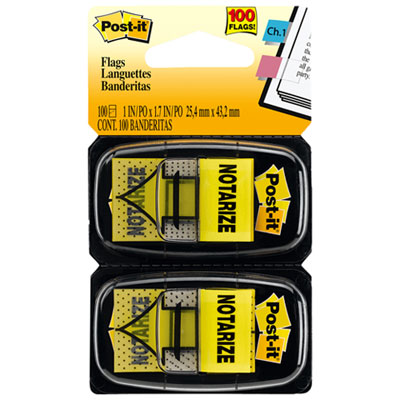 Post-it
100
FLAGS!
Ch.1
Flags
Languettes
Banderitas
100 1 IN/PO x 1.7 IN/PO 25,4 mm x 43,2 mm
CONT. 100 BANDERITAS
party.
NOTARIZE
NOTARIZE
Post-it
NOTARIZE
NOTARIZE
Post-it